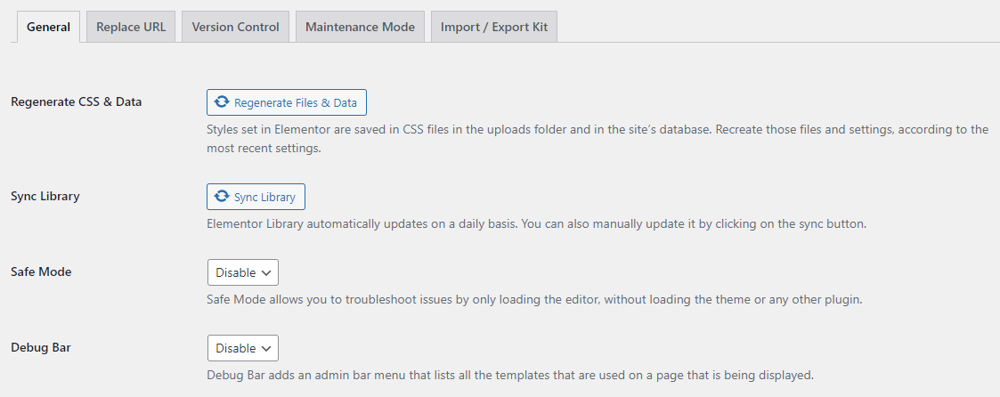 General
Replace URL
Version Control
Maintenance Mode
Import / Export Kit
Regenerate CSS & Data
Regenerate Files & Data
Styles set in Elementor are saved in CSS files in the uploads folder and in the site’s database. Recreate those files and settings, according to the
most recent settings.
Sync Library
Sync Library
Elementor Library automatically updates on a daily basis. You can also manually update it by clicking on the sync button.
Safe Mode
Disable
Safe Mode allows you to troubleshoot issues by only loading the editor, without loading the theme or any other plugin.
Debug Bar
Disable
Debug Bar adds an admin bar menu that lists all the templates that are used on a page that is being displayed.